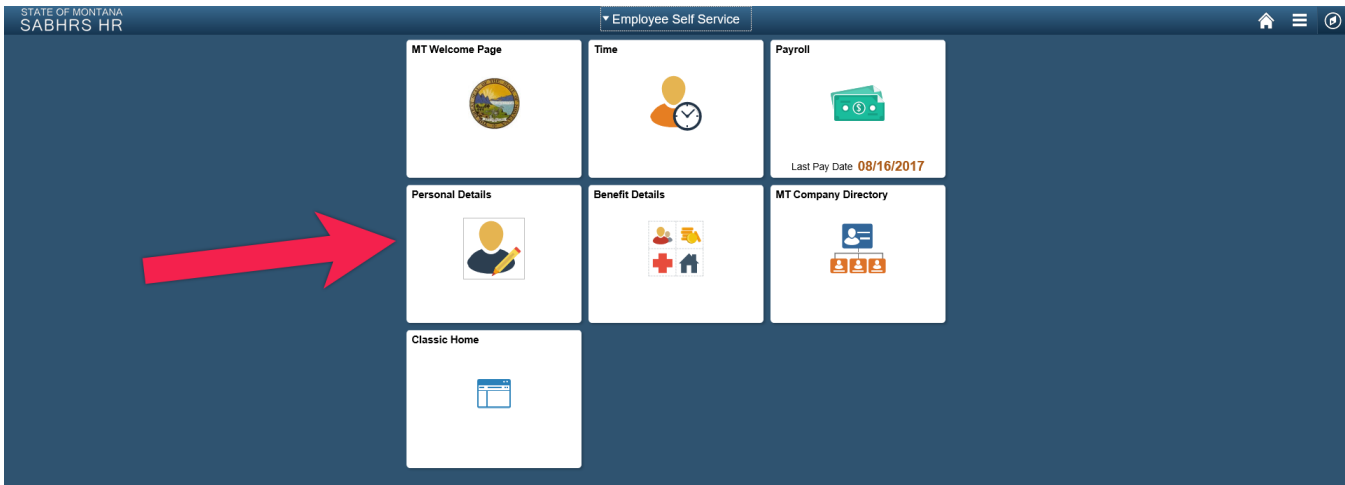 STATE OF MONTANA
SABHRS HR
Employee Self Service
MT Welcome Page
Time
Payroll
Last Pay Date 08/16/2017
Personal Details
Benefit Details
MT Company Directory
Classic Home